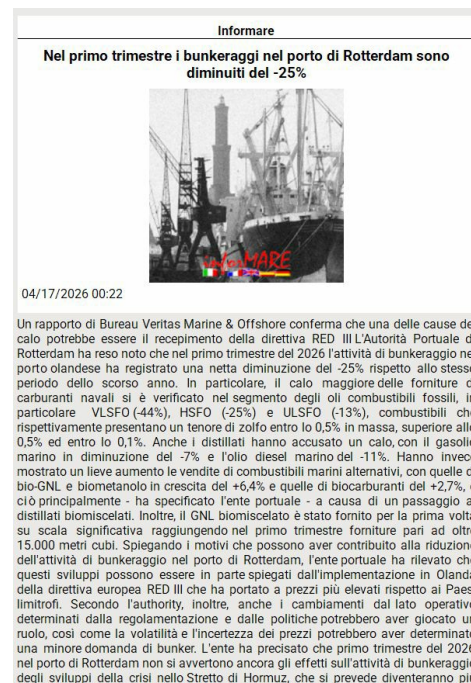 Informare
Nel primo trimestre i bunkeraggi nel porto di Rotterdam sono
diminuiti del -25%
inforMARE
04/17/2026 00:22
Un rapporto di Bureau Veritas Marine & Offshore conferma che una delle cause de
calo potrebbe essere il recepimento della direttiva RED III L'Autorità Portuale d
Rotterdam ha reso noto che nel primo trimestre del 2026 l'attività di bunkeraggio ne
porto olandese ha registrato una netta diminuzione del -25% rispetto allo stesso
periodo dello scorso anno. In particolare, il calo maggiore delle forniture d
carburanti navali si è verificato nel segmento degli oli combustibili fossili, in
particolare VLSFO (-44%), HSFO (-25%) e ULSFO (-13%), combustibili che
rispettivamente presentano un tenore di zolfo entro lo 0,5% in massa, superiore allo
0,5% ed entro lo 0,1%. Anche i distillati hanno accusato un calo, con il gasolio
marino in diminuzione del -7% e l'olio diesel marino del -11%. Hanno invece
mostrato un lieve aumento le vendite di combustibili marini alternativi, con quelle d
bio-GNL e biometanolo in crescita del +6,4% e quelle di biocarburanti del +2,7%, e
ciò principalmente - ha specificato l'ente portuale - a causa di un passaggio a
distillati biomiscelati. Inoltre, il GNL biomiscelato è stato fornito per la prima volta
su scala significativa raggiungendo nel primo trimestre forniture pari ad oltre
15.000 metri cubi. Spiegando i motivi che possono aver contribuito alla riduzione
dell'attività di bunkeraggio nel porto di Rotterdam, l'ente portuale ha rilevato che
questi sviluppi possono essere in parte spiegati dall'implementazione in Olanda
della direttiva europea RED III che ha portato a prezzi più elevati rispetto ai Paesi
limitrofi. Secondo l'authority, inoltre, anche i cambiamenti dal lato operativo
determinati dalla regolamentazione e dalle politiche potrebbero aver giocato un
ruolo, così come la volatilità e l'incertezza dei prezzi potrebbero aver determinato
una minore domanda di bunker. L'ente ha precisato che primo trimestre del 2026
nel porto di Rotterdam non si avvertono ancora gli effetti sull'attività di bunkeraggio
degli sviluppi della crisi nello Stretto di Hormuz, che si prevede diventeranno più